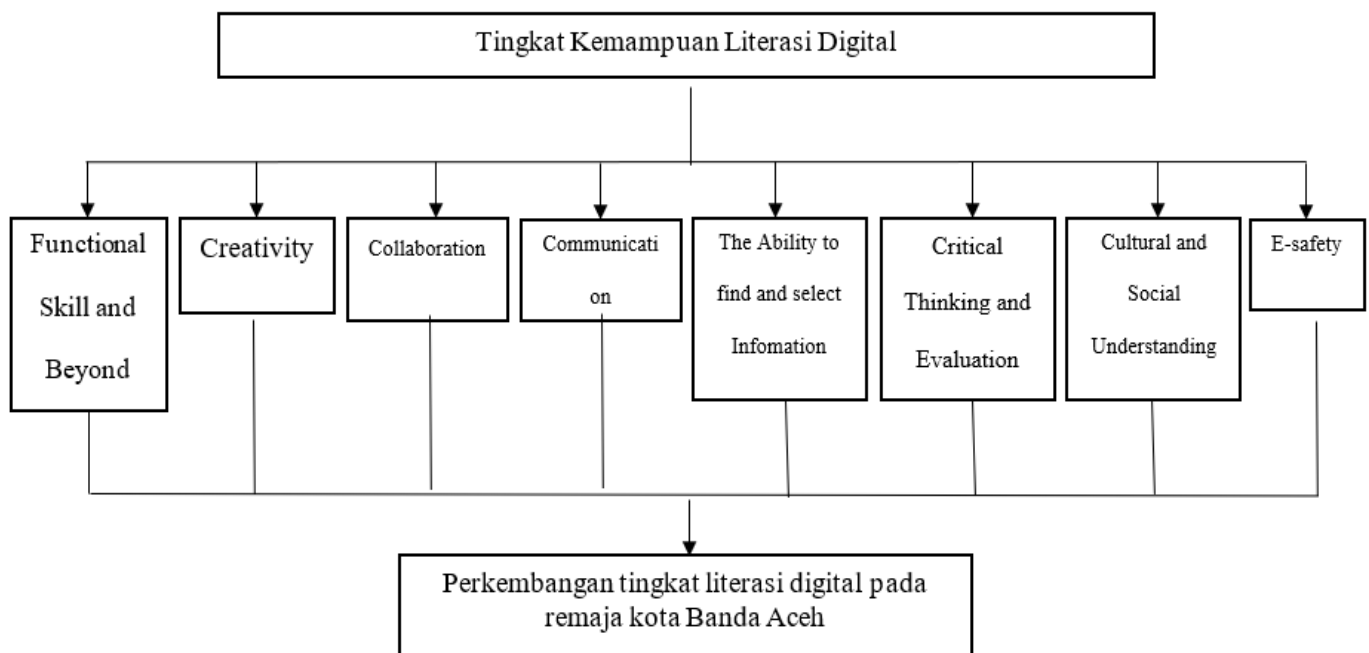 Tingkat Kemampuan Literasi Digital
Functional
Skill and
Beyond
Creativity
Collaboration
Communicati
on
The Ability to
find and select
Infomation
Critical
Thinking and
Evaluation
Cultural and
Social
Understanding
E-safety
Perkembangan tingkat literasi digital pada
remaja kota Banda Aceh